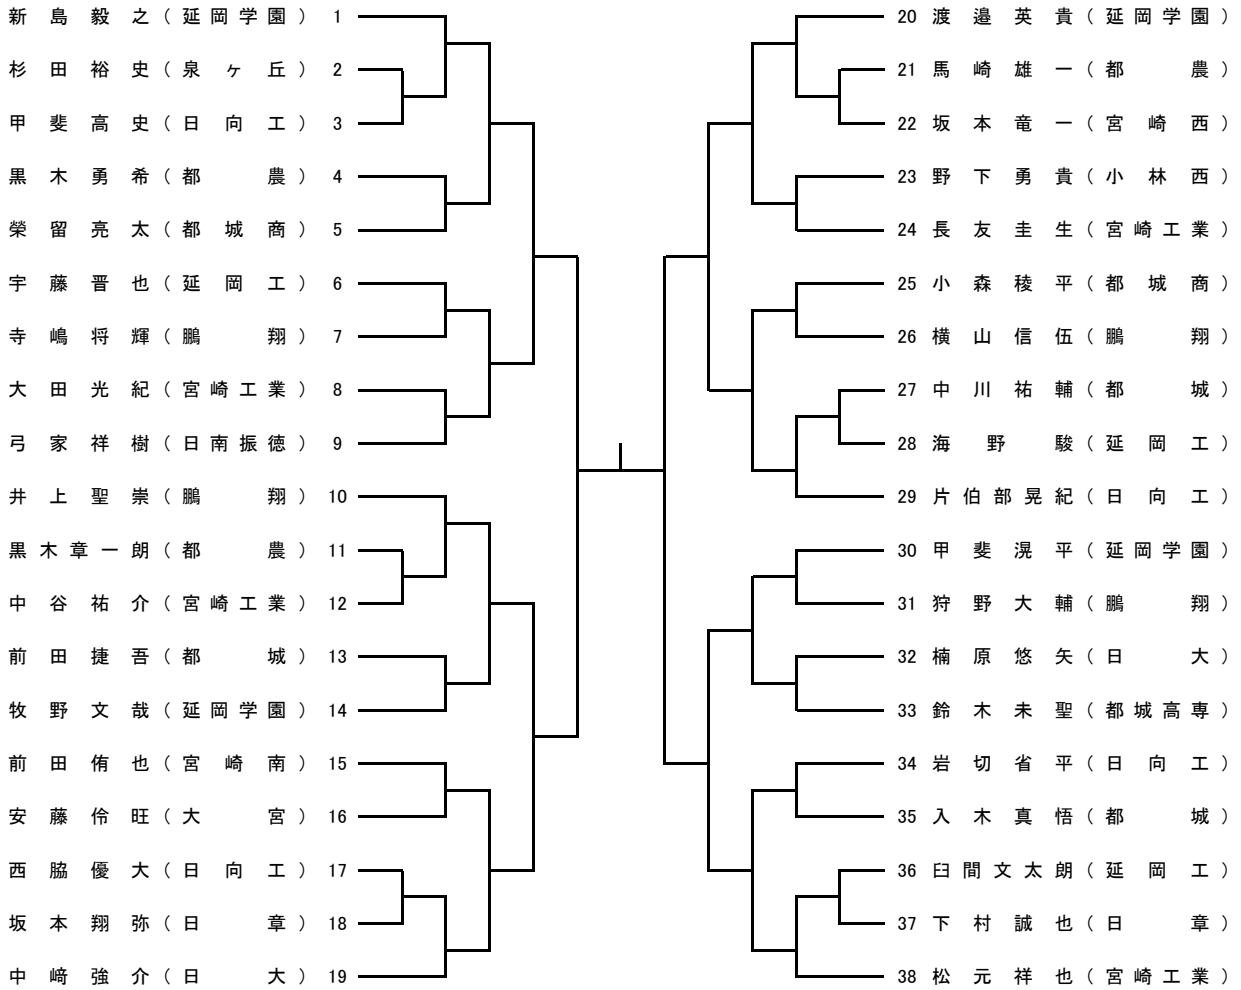 新島毅之（延岡学園） 1
杉田裕史（泉ヶ丘） 2
甲斐高史（日向工） 3
黒木勇希（都農） 4
榮留亮太（都城商） 5
宇藤晋也（延岡工） 6
寺嶋将輝（鵬翔） 7
大田光紀（宮崎工業） 8
弓家祥樹（日南振徳） 9
井上聖崇（鵬翔） 10
黒木章一朗（都農） 11
中谷祐介（宮崎工業） 12
前田捷吾（都城） 13
牧野文哉（延岡学園） 14
前田侑也（宮崎南） 15
安藤伶旺（大宮） 16
西脇優大（日向工） 17
坂本翔弥（日章） 18
中﨑強介（日大） 19
20 渡邉英貴（延岡学園）
21 馬崎雄一（都農）
22 坂本竜一（宮崎西）
23 野下勇貴（小林西）
24 長友圭生（宮崎工業）
25 小森稜平（都城商）
26 横山信伍（鵬翔）
27 中川祐輔（都城）
28 海野駿（延岡工）
29 片伯部晃紀（日向工）
30 甲斐滉平（延岡学園）
31 狩野大輔（鵬翔）
32 楠原悠矢（日大）
33 鈴木未聖（都城高専）
34 岩切省平（日向工）
35 入木真悟（都城）
36 臼間文太朗（延岡工）
37 下村誠也（日章）
38 松元祥也（宮崎工業）